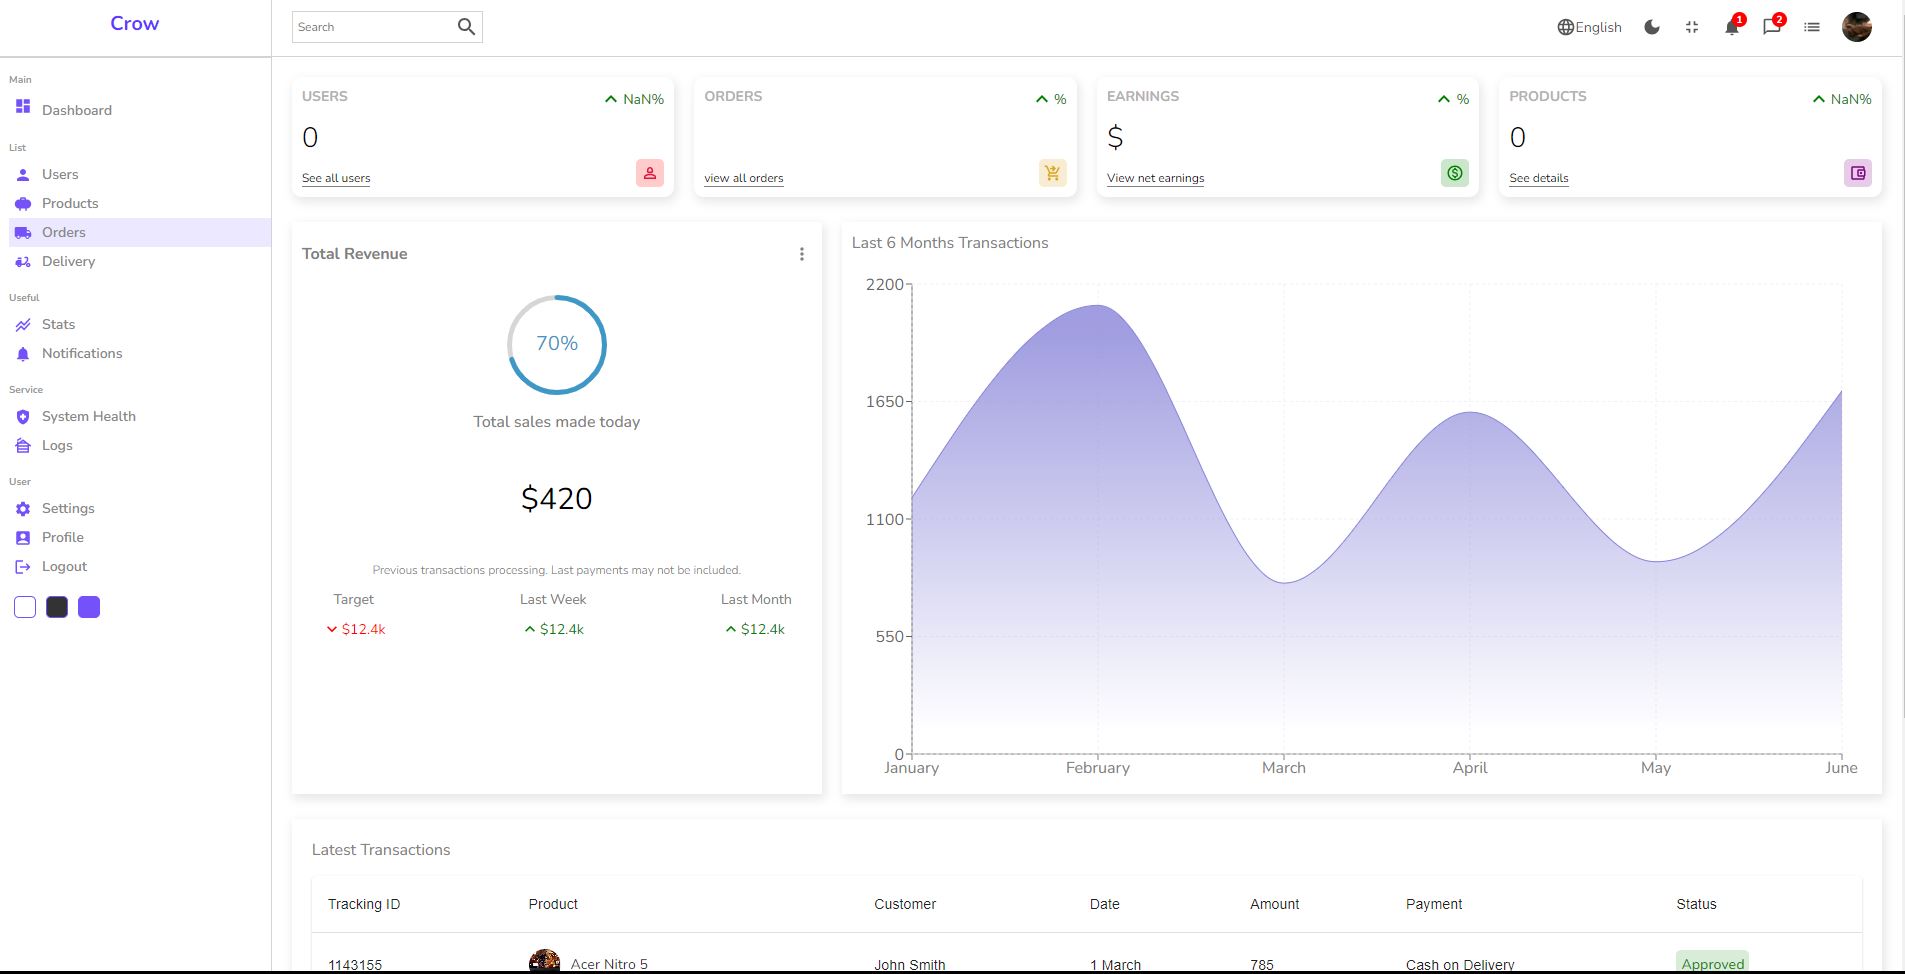 Crow
Search
English
1
2
Main
Dashboard
List
Users
Products
Orders
Delivery
Useful
Stats
Notifications
Service
System Health
Logs
User
Settings
Profile
Logout
USERS
NaN%
0
See all users
ORDERS
%
view all orders
EARNINGS
%
$
View net earnings
PRODUCTS
NaN%
0
See details
Total Revenue
70%
Total sales made today
$420
Previous transactions processing. Last payments may not be included.
Target Last Week Last Month
$12.4k $12.4k $12.4k
Last 6 Months Transactions
2200
1650
1100
550
0
January February March April May June
Latest Transactions
Tracking ID Product Customer Date Amount Payment Status
1143155 Acer Nitro 5 John Smith 1 March 785 Cash on Delivery Approved